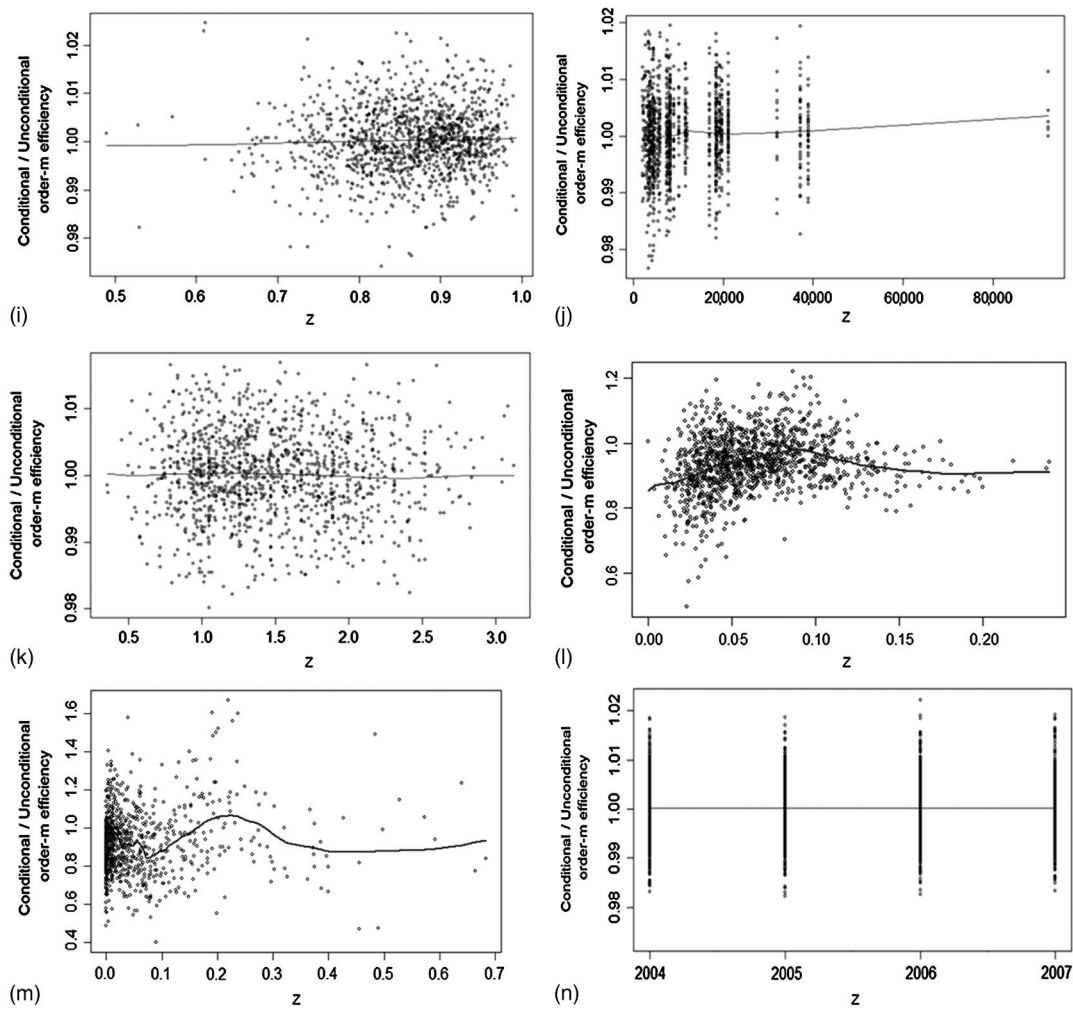 Conditional / Unconditional
order-m efficiency
0.98 0.99 1.00 1.01 1.02
0.5 0.6 0.7 0.8 0.9 1.0
(i) z
Conditional / Unconditional
order-m efficiency
0.98 0.99 1.00 1.01 1.02
0 20,000 40,000 60,000 80,000
(j) z
Conditional / Unconditional
order-m efficiency
0.98 0.99 1.00 1.01
0.5 1.0 1.5 2.0 2.5 3.0
(k) z
Conditional / Unconditional
order-m efficiency
0.6 0.8 1.0 1.2
0.00 0.05 0.10 0.15 0.20
(l) z
Conditional / Unconditional
order-m efficiency
0.4 0.6 0.8 1.0 1.2 1.4 1.6
0.0 0.1 0.2 0.3 0.4 0.5 0.6 0.7
(m) z
Conditional / Unconditional
order-m efficiency
0.98 0.99 1.00 1.01 1.02
2004 2005 2006 2007
(n) z